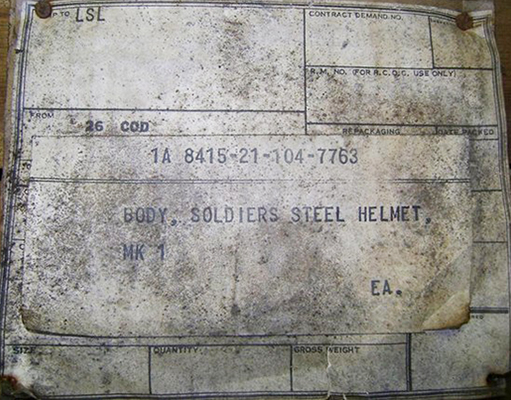 TO LSL
CONTRACT DEMAND NO.
R.M. NO. (FOR R.C.O.C. USE ONLY)
FROM
26 COD
REPACKAGING
DATE PACKED
1A 8415-21-104-7763
BODY, SOLDIERS STEEL HELMET,
MK 1
EA.
SIZE
QUANTITY
GROSS WEIGHT